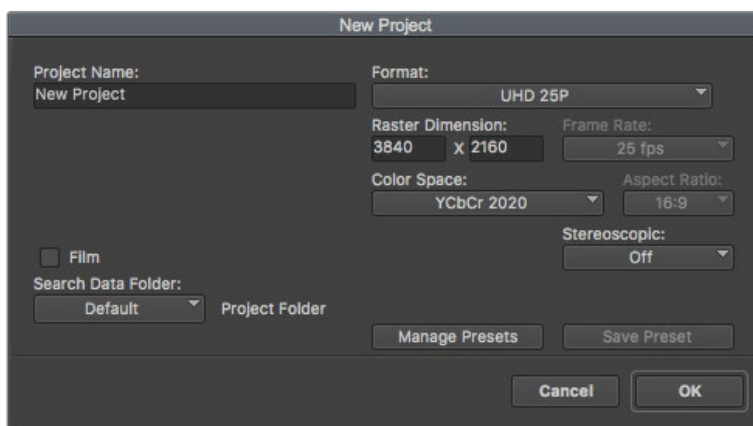 New Project
Project Name:
New Project
Format:
UHD 25P
Raster Dimension:
3840 X 2160
Frame Rate:
25 fps
Color Space:
YCbCr 2020
Aspect Ratio:
16:9
Stereoscopic:
Off
Film
Search Data Folder:
Default
Project Folder
Manage Presets
Save Preset
Cancel
OK